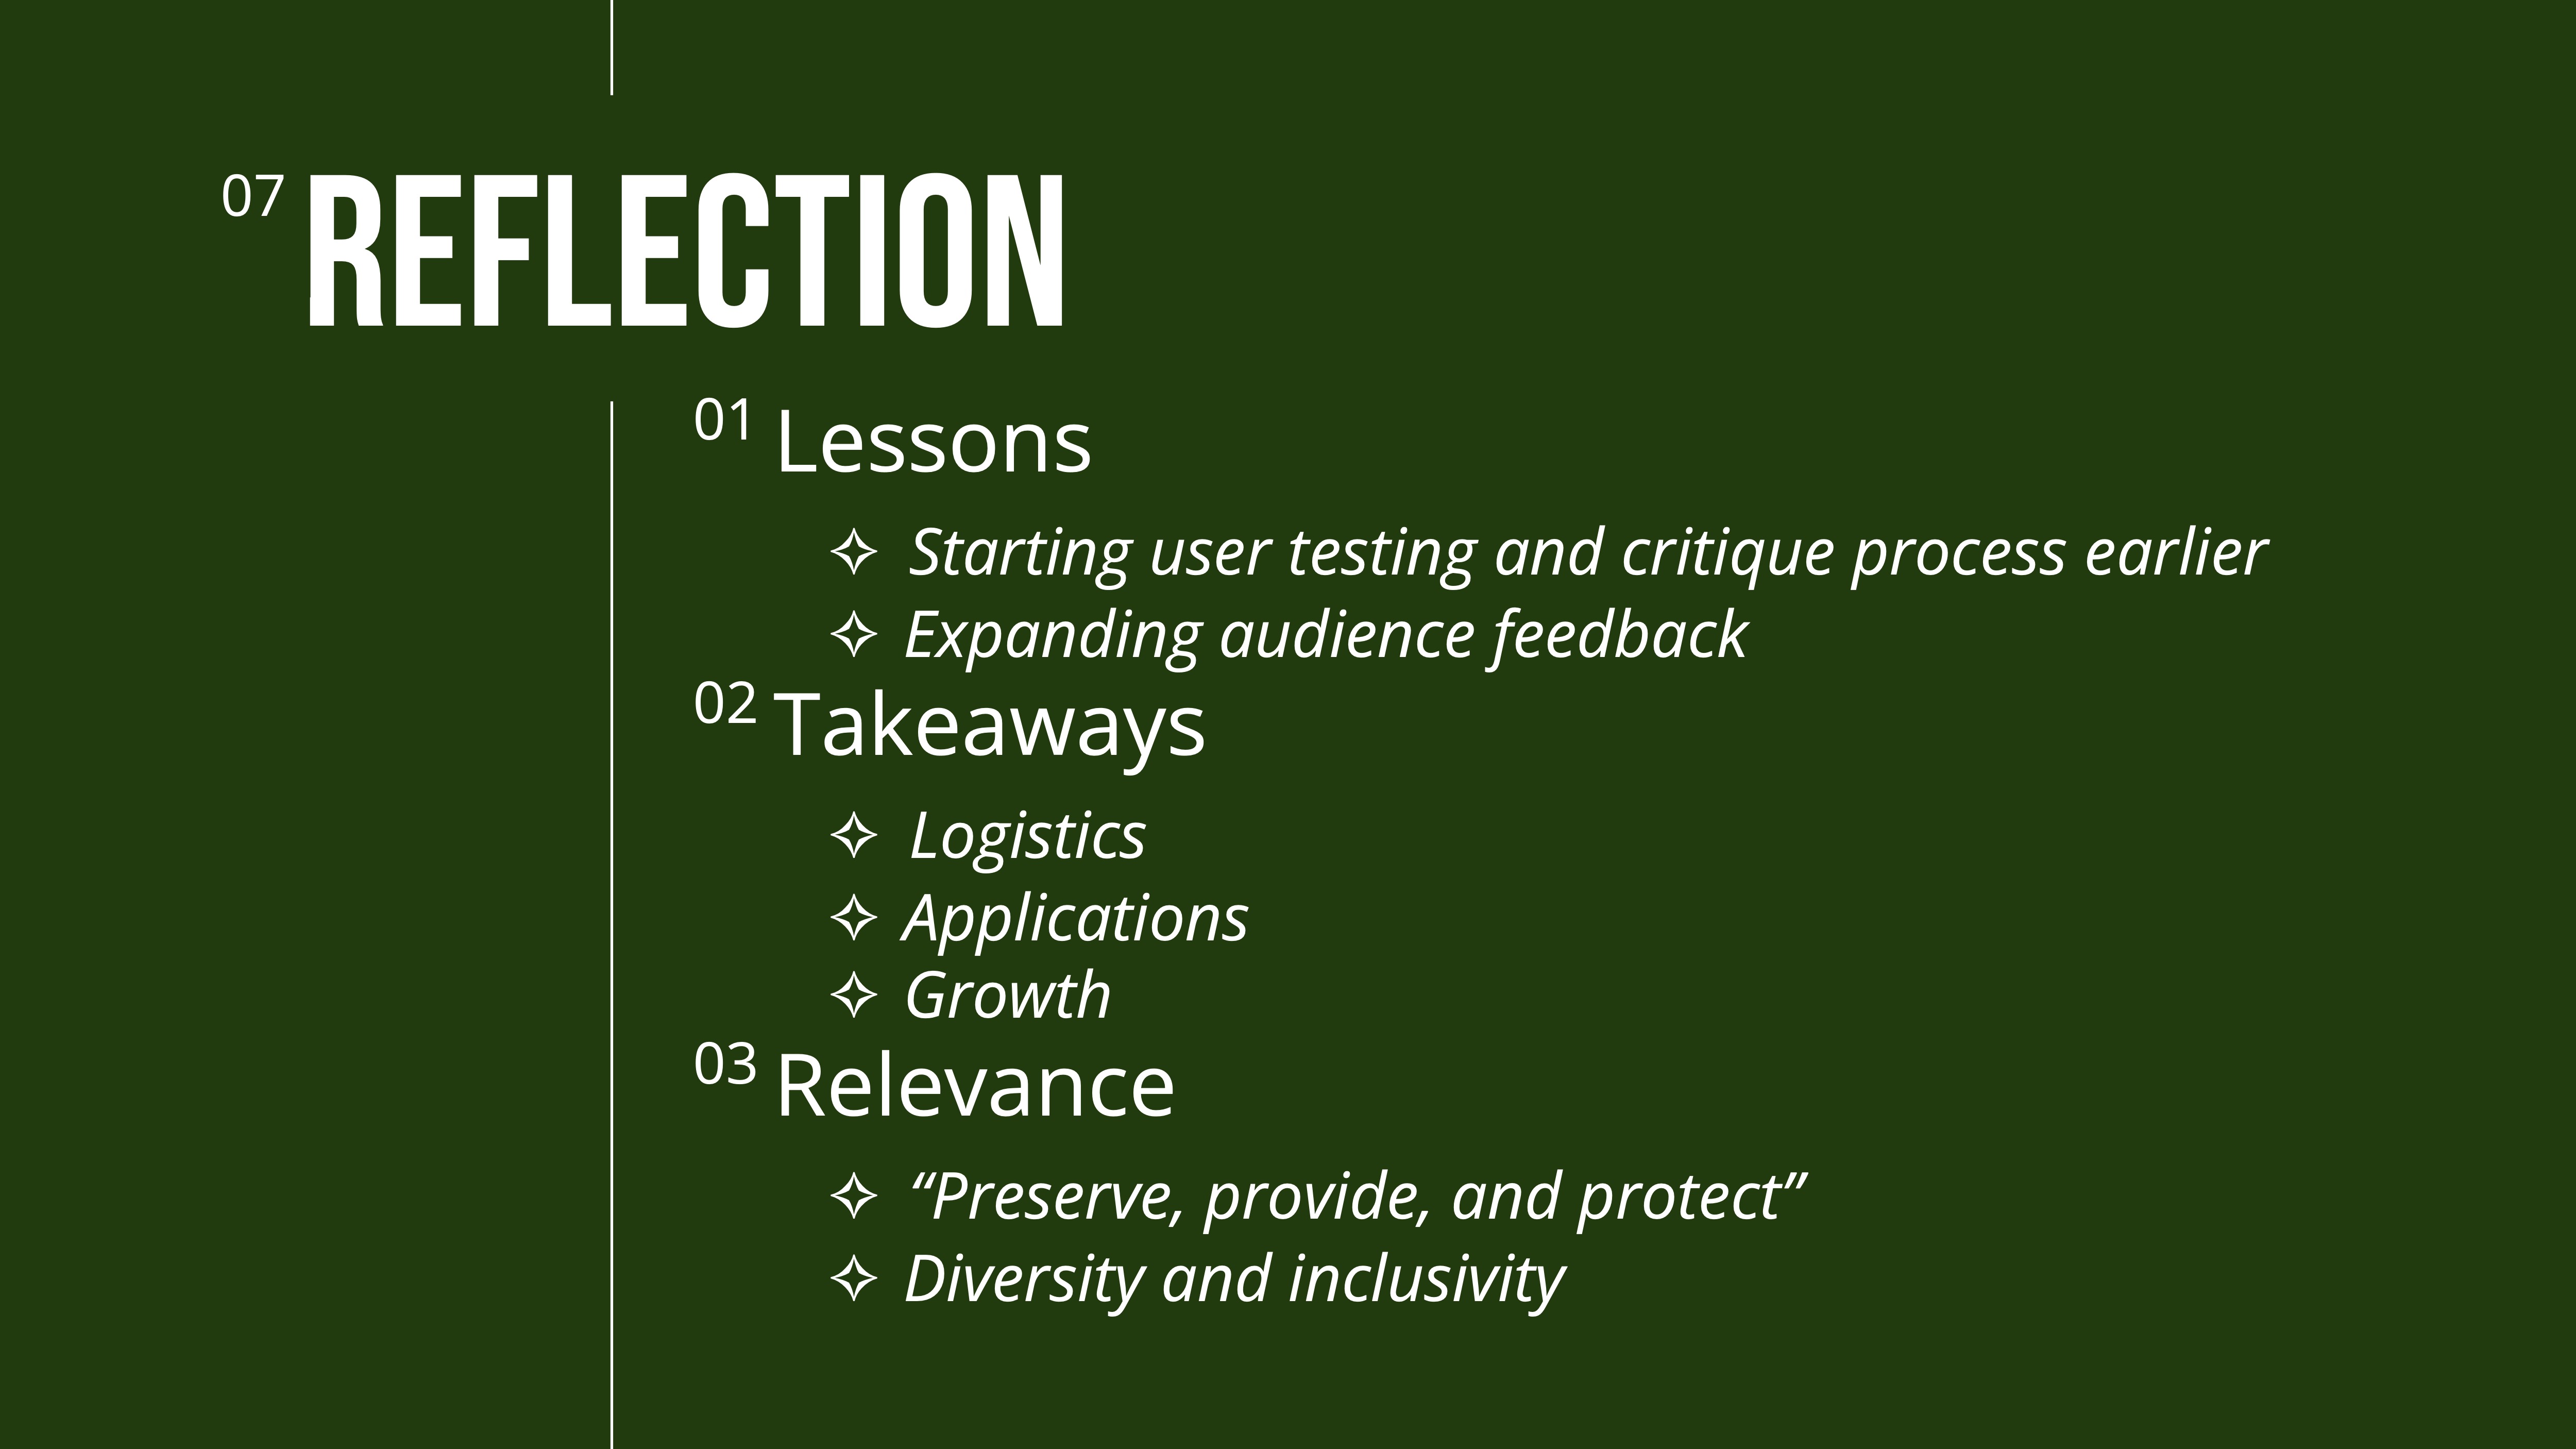 07 REFLECTION
01 Lessons
✧ Starting user testing and critique process earlier
✧ Expanding audience feedback
02 Takeaways
✧ Logistics
✧ Applications
✧ Growth
03 Relevance
✧ “Preserve, provide, and protect”
✧ Diversity and inclusivity